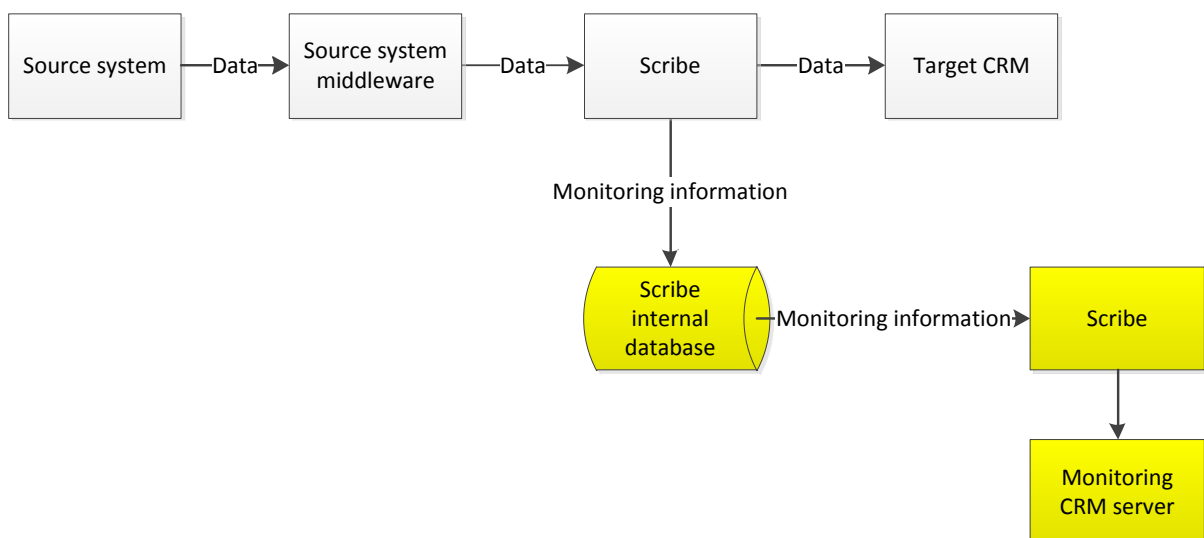 Source system
Data
Source system
middleware
Data
Scribe
Data
Target CRM
Monitoring information
Scribe
internal
database
Monitoring information
Scribe
Monitoring
CRM server